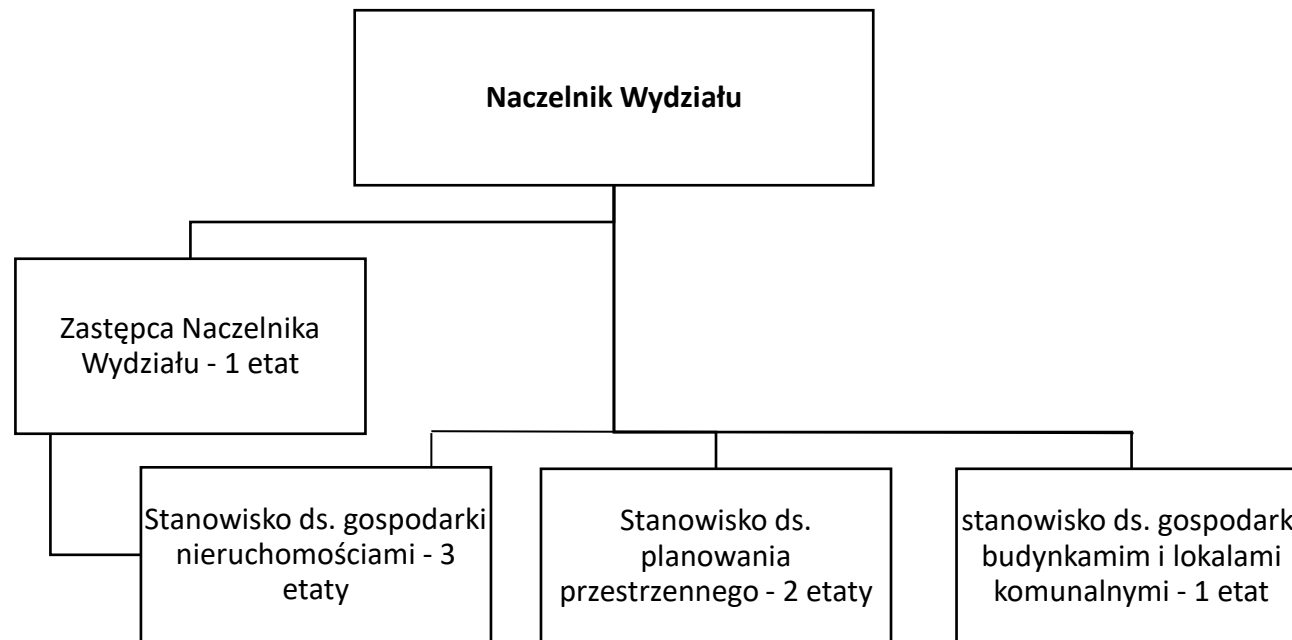 Naczelnik Wydziału
Zastępca Naczelnika
Wydziału - 1 etat
Stanowisko ds. gospodarki
nieruchomościami - 3
etaty
Stanowisko ds.
planowania
przestrzennego - 2 etaty
stanowisko ds. gospodark
budynkamim i lokalami
komunalnymi - 1 etat